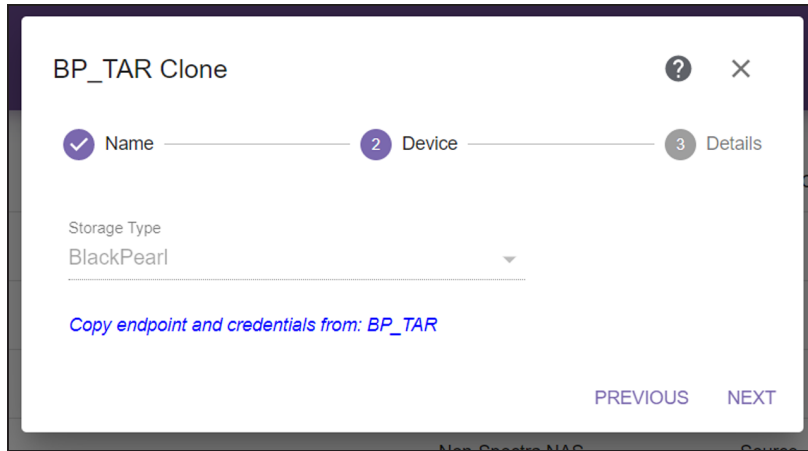 BP_TAR Clone
?
Name
2 Device
3 Details
Storage Type
BlackPearl
Copy endpoint and credentials from: BP_TAR
PREVIOUS NEXT